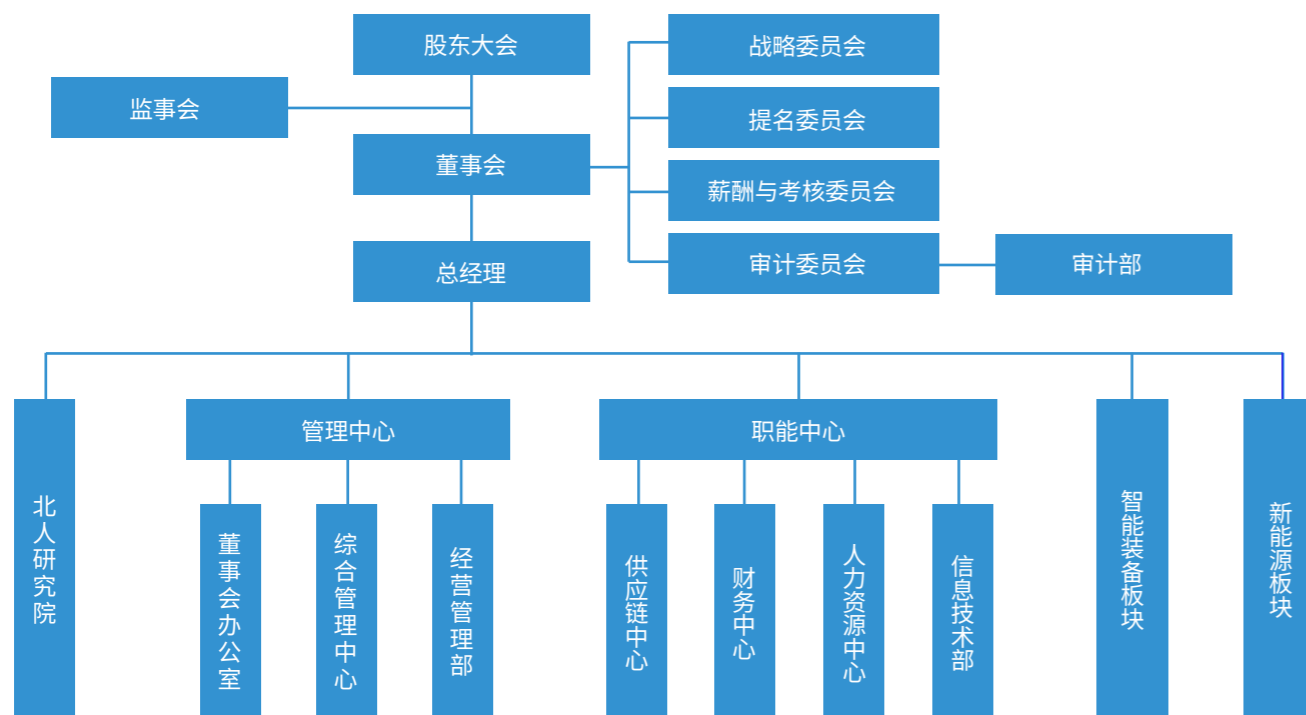 股东大会
战略委员会
监事会
提名委员会
董事会
薪酬与考核委员会
总经理
审计委员会
审计部
北人研究院
管理中心
职能中心
智能装备板块
新能源板块
董事会办公室
综合管理中心
经营管理部
供应链中心
财务中心
人力资源中心
信息技术部